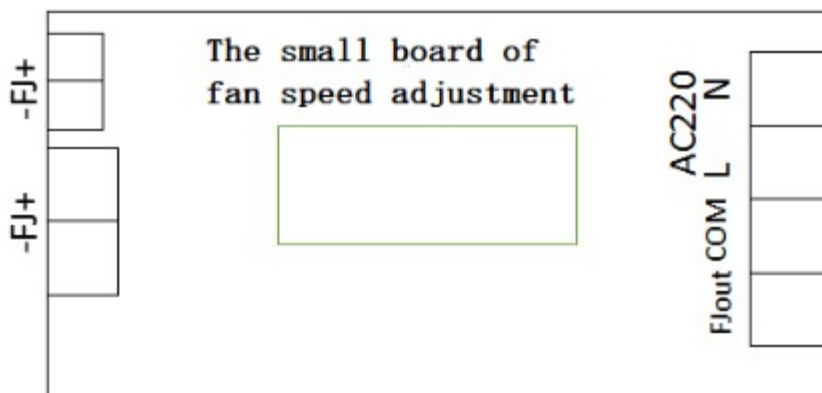 The small board of
fan speed adjustment
-FJ+
-FJ+
AC220
N
L
COM
FJout